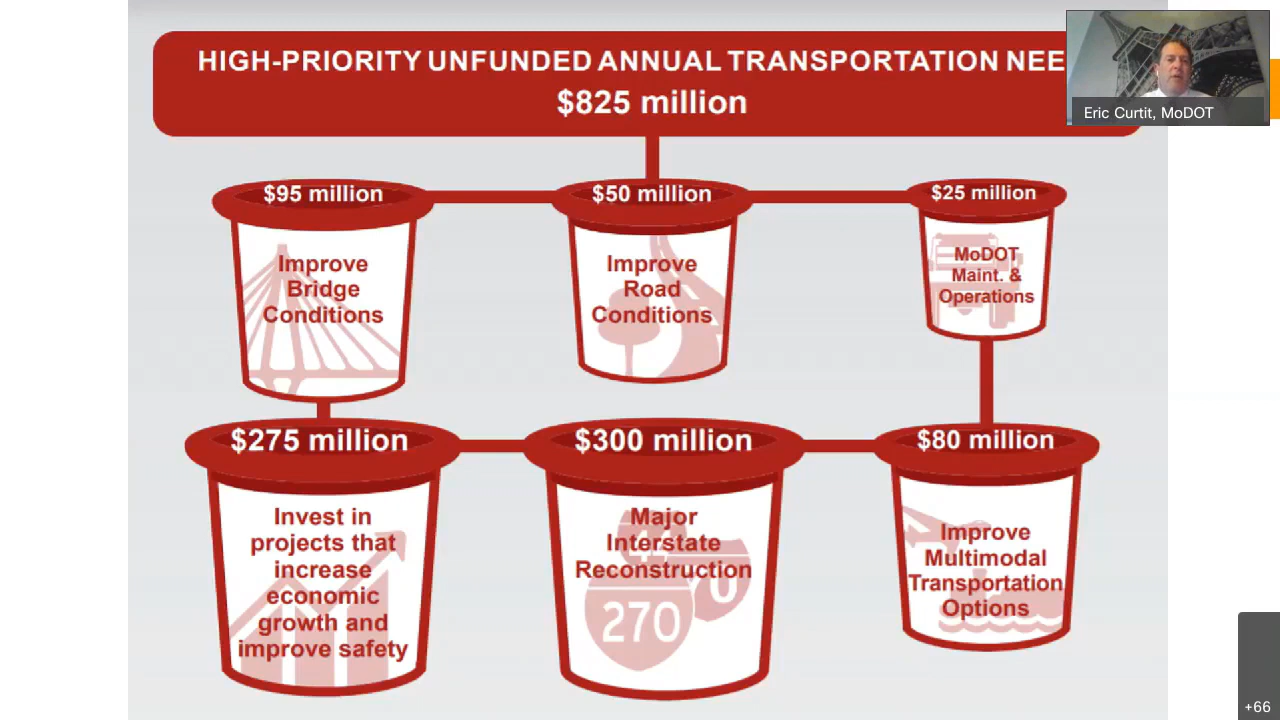 HIGH-PRIORITY UNFUNDED ANNUAL TRANSPORTATION NEE
$825 million
Eric Curtit, MoDOT
$95 million
$50 million
$25 million
Improve
Bridge
Conditions
Improve
Road
Conditions
MoDOT
Maint. &
Operations
$275 million
$300 million
$80 million
Invest in
projects that
increase
economic
growth and
improve safety
Major
Interstate
Reconstruction
44
70
270
Improve
Multimodal
Transportation
Options
+66